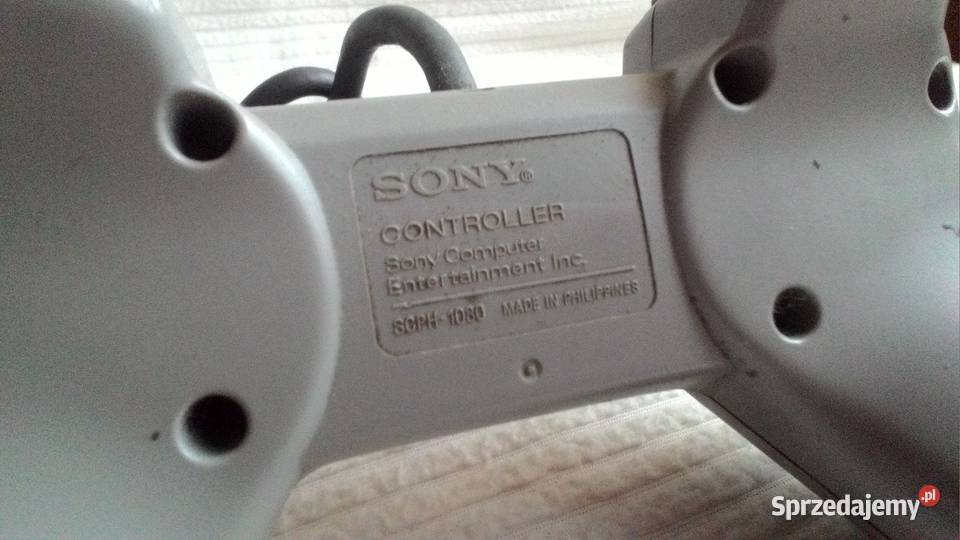 SONY®
CONTROLLER
Sony Computer
Entertainment Inc.
SCPH-1080 MADE IN PHILIPPINES
Sprzedajemy.pl